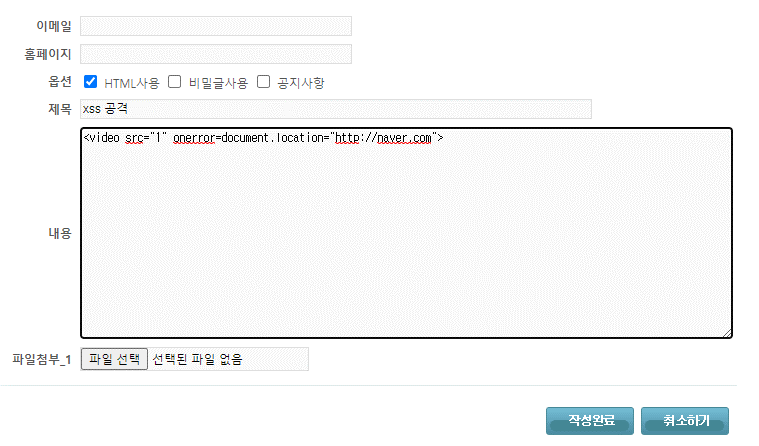 이메일
홈페이지
옵션 HTML사용 비밀글사용 공지사항
제목 xss 공격
<video src="1" onerror=document.location="http://naver.com">
내용
파일첨부_1 파일 선택 선택된 파일 없음
작성완료 취소하기